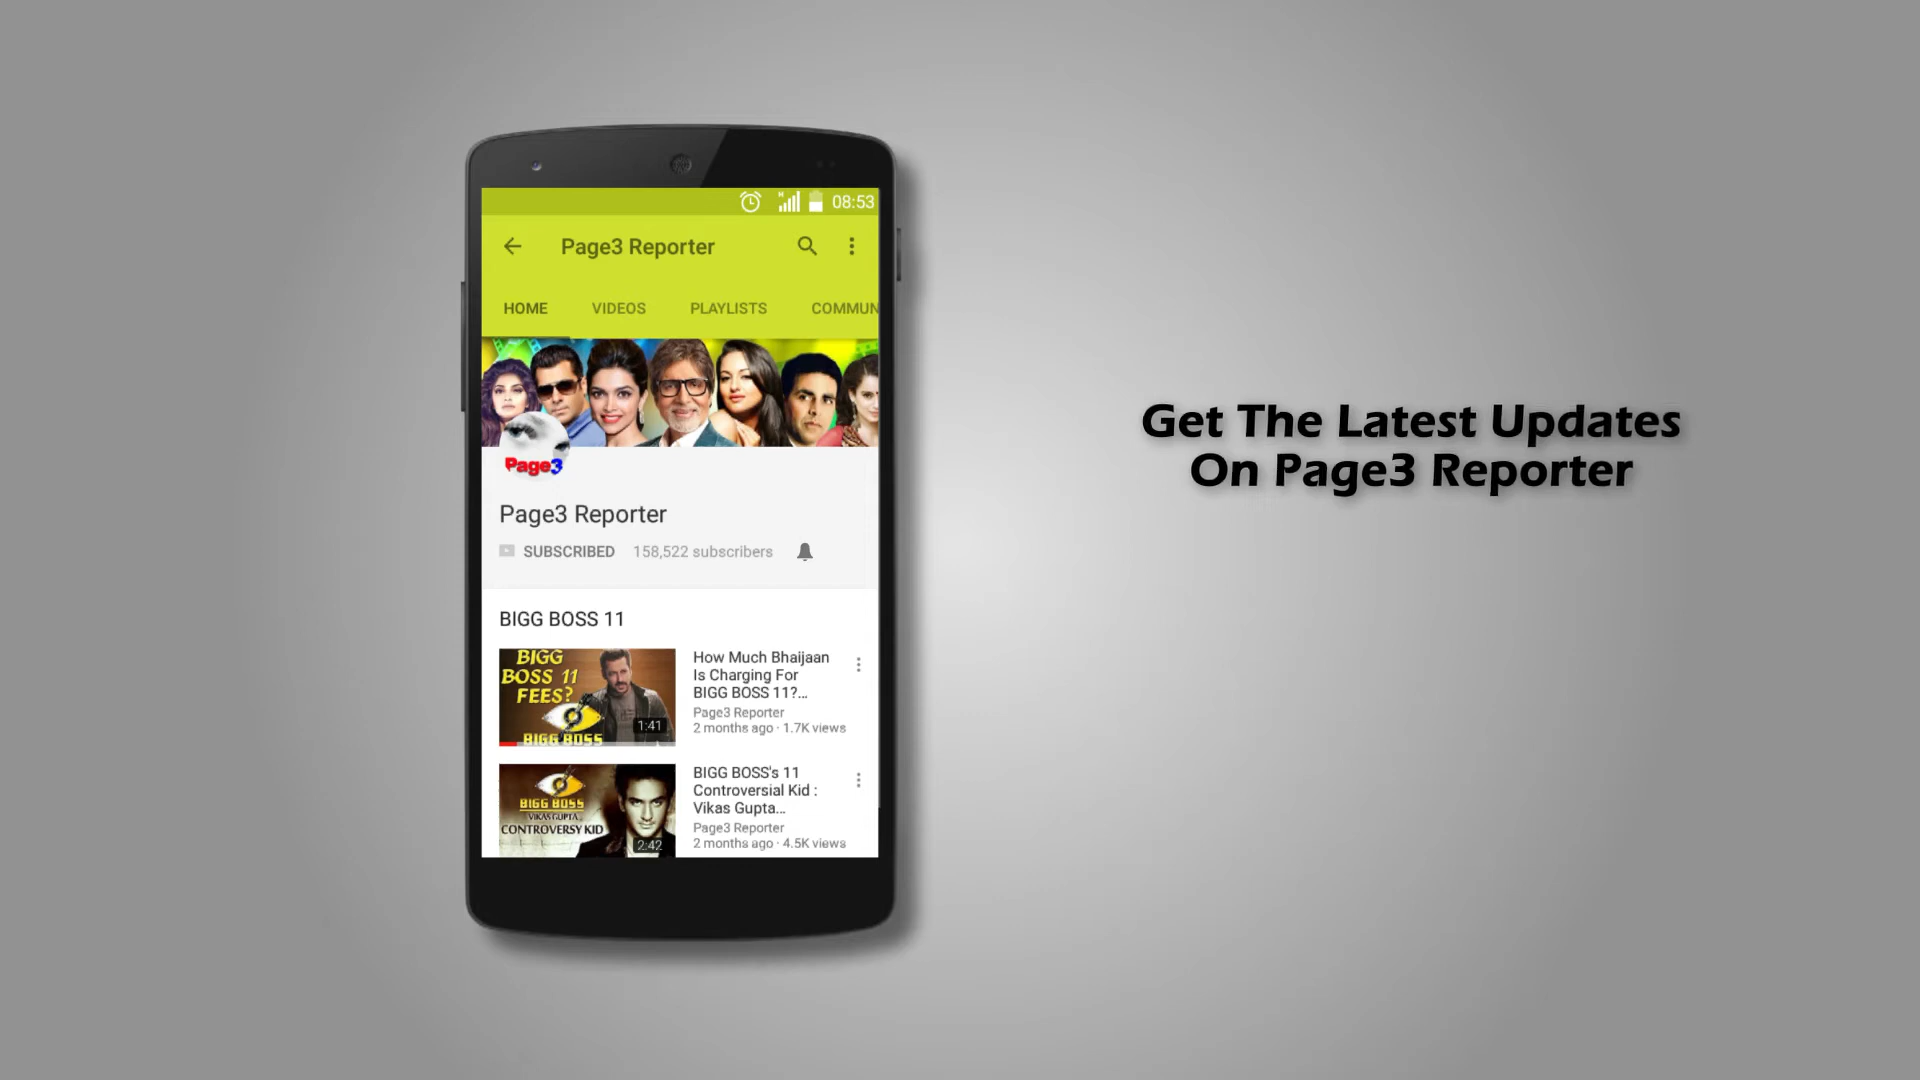 08:53
Page3 Reporter
HOME VIDEOS PLAYLISTS COMMUN
Page3
Page3 Reporter
SUBSCRIBED 158,522 subscribers
BIGG BOSS 11
BIGG
BOSS 11
FEES?
1:41
BIGG BOSS
How Much Bhaijaan
Is Charging For
BIGG BOSS 11?...
Page3 Reporter
2 months ago · 1.7K views
BIGG BOSS
VIKAS GUPTA...
CONTROVERSY KID
2:42
BIGG BOSS's 11
Controversial Kid :
Vikas Gupta...
Page3 Reporter
2 months ago · 4.5K views
Get The Latest Updates
On Page3 Reporter